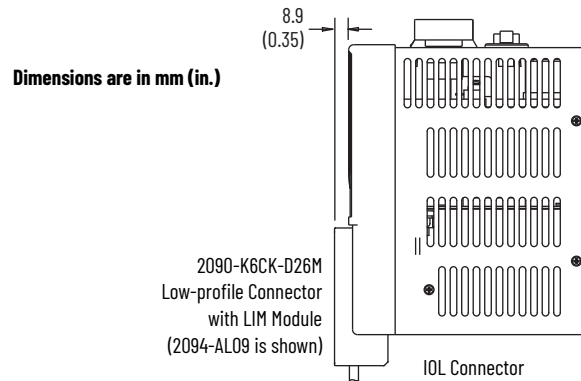 8.9
(0.35)
Dimensions are in mm (in.)
2090-K6CK-D26M
Low-profile Connector
with LIM Module
(2094-AL09 is shown)
IOL Connector